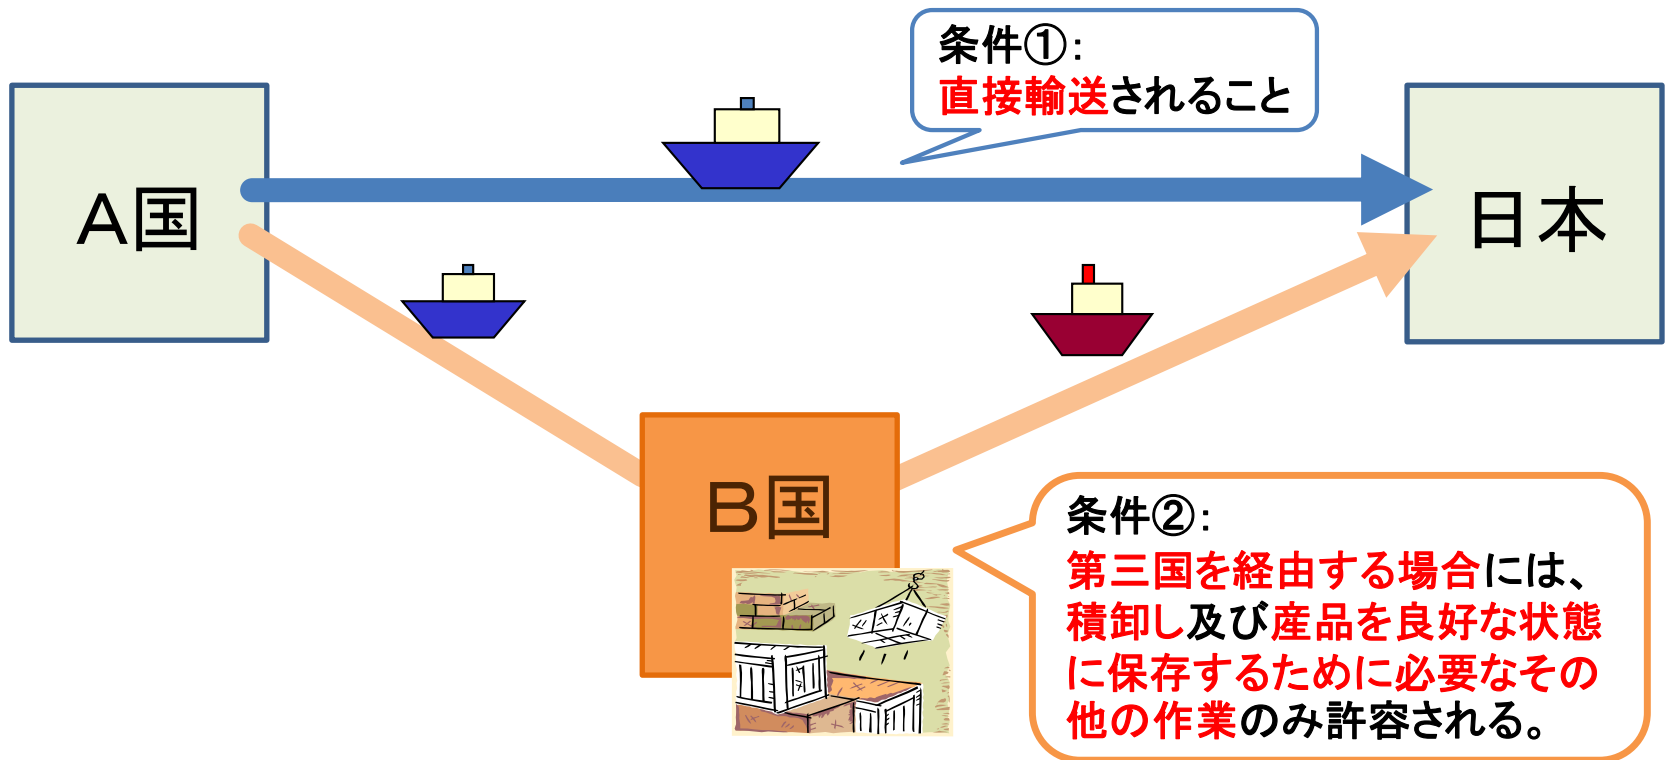 条件①:
直接輸送されること
A国
日本
B国
条件②:
第三国を経由する場合には、
積卸し及び産品を良好な状態
に保存するために必要なその
他の作業のみ許容される。